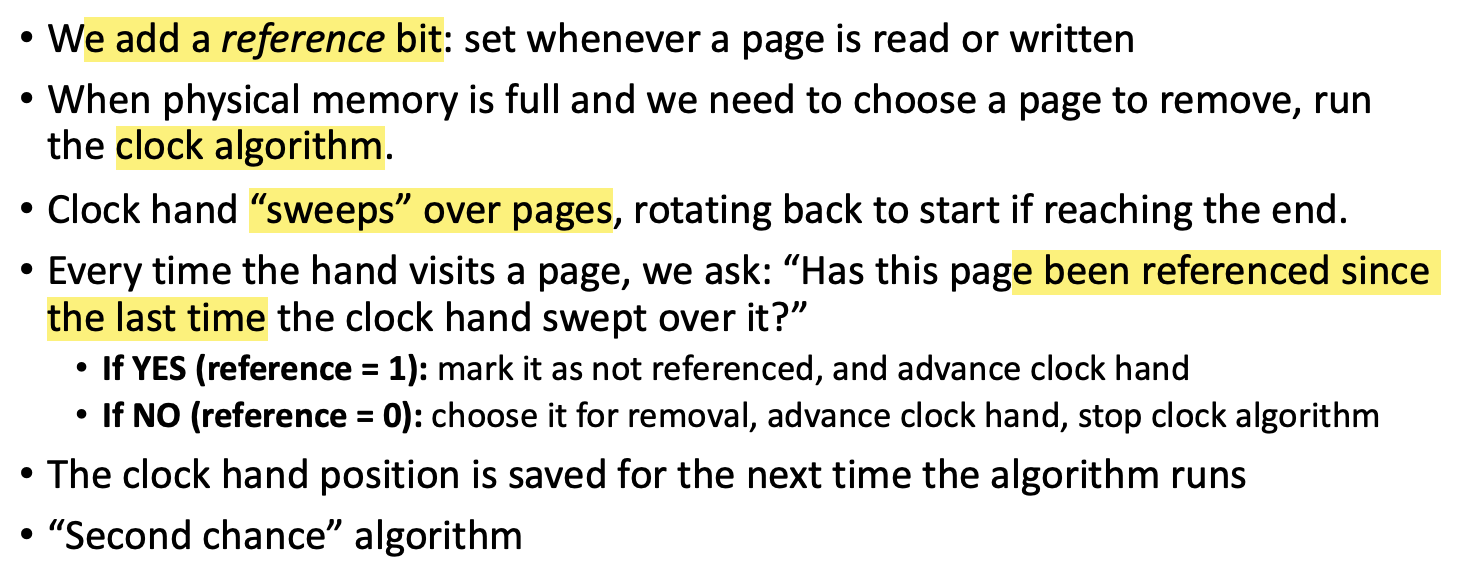 • We add a reference bit: set whenever a page is read or written
• When physical memory is full and we need to choose a page to remove, run
the clock algorithm.
• Clock hand “sweeps” over pages, rotating back to start if reaching the end.
• Every time the hand visits a page, we ask: “Has this page been referenced since
the last time the clock hand swept over it?”
• If YES (reference = 1): mark it as not referenced, and advance clock hand
• If NO (reference = 0): choose it for removal, advance clock hand, stop clock algorithm
• The clock hand position is saved for the next time the algorithm runs
• “Second chance” algorithm